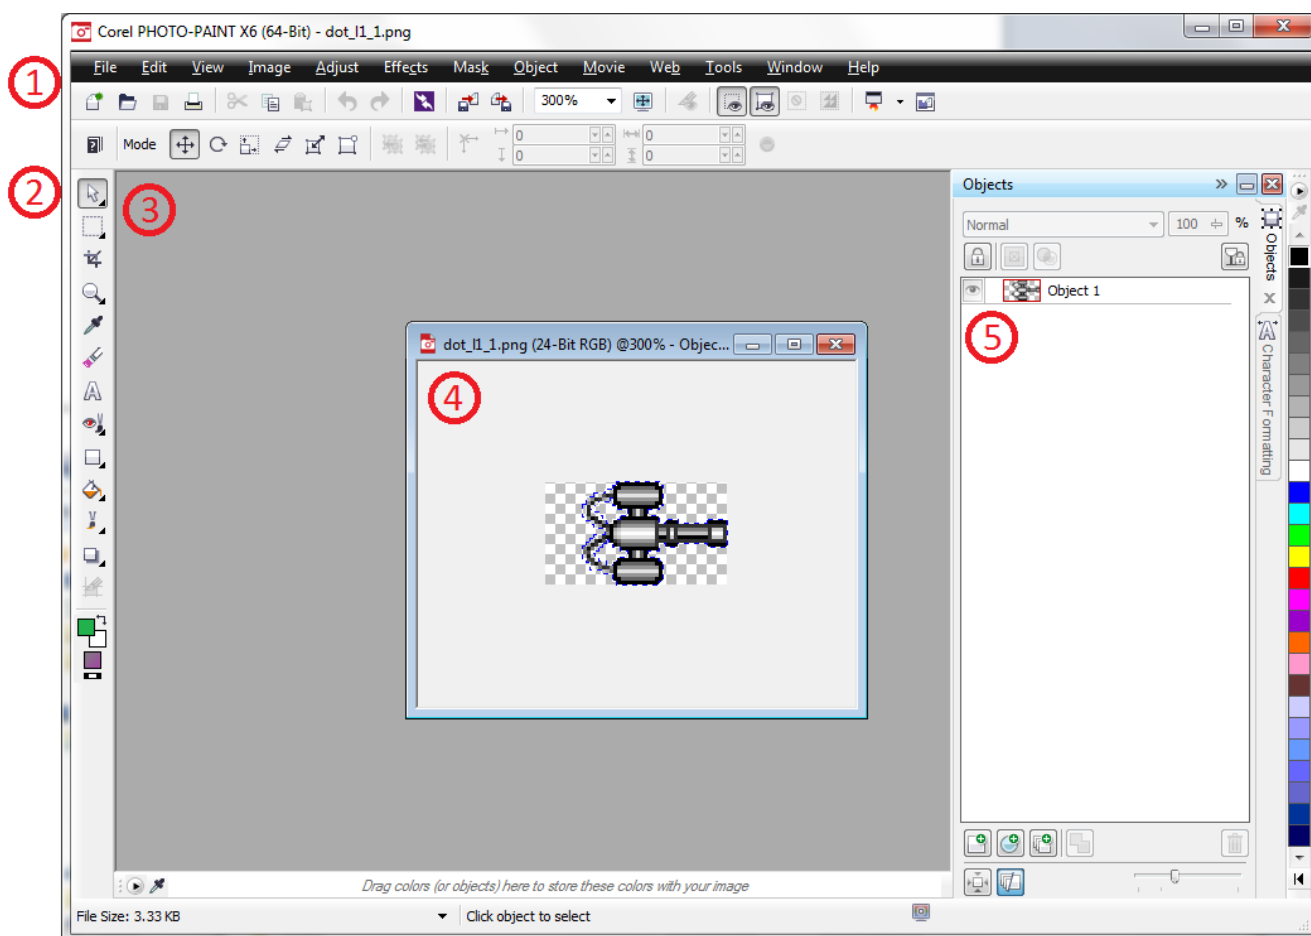 Corel PHOTO-PAINT X6 (64-Bit) - dot_l1_1.png
1
File Edit View Image Adjust Effects Mask Object Movie Web Tools Window Help
300%
Mode 0 0
0 0
2
3
Objects
Normal 100 %
Objects
Object 1
5
Character Formatting
dot_l1_1.png (24-Bit RGB) @300% - Objec...
4
Drag colors (or objects) here to store these colors with your image
File Size: 3.33 KB Click object to select